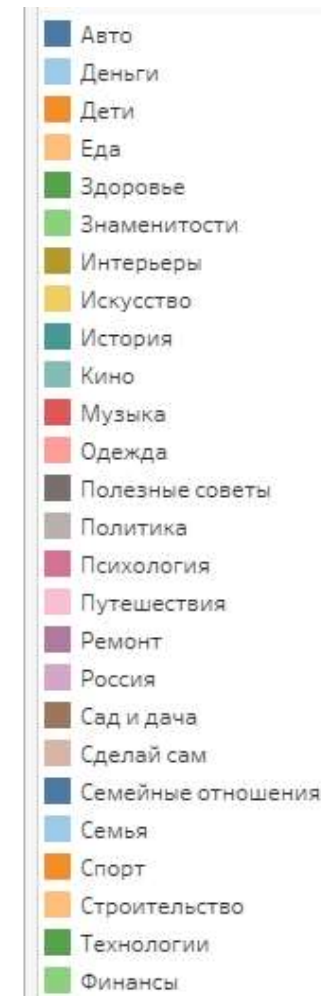 Авто
Деньги
Дети
Еда
Здоровье
Знаменитости
Интерьеры
Искусство
История
Кино
Музыка
Одежда
Полезные советы
Политика
Психология
Путешествия
Ремонт
Россия
Сад и дача
Сделай сам
Семейные отношения
Семья
Спорт
Строительство
Технологии
Финансы